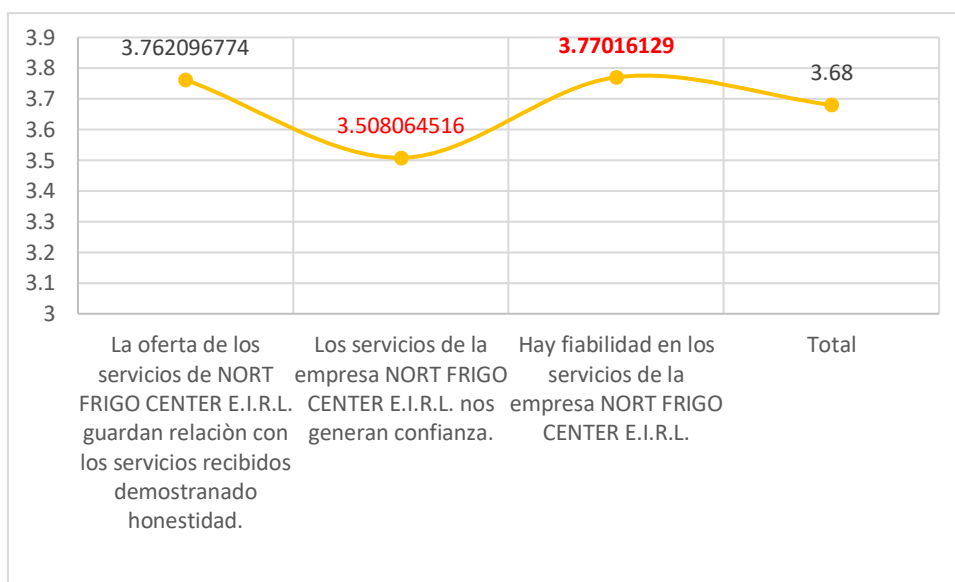 3.9
3.8
3.7
3.6
3.5
3.4
3.3
3.2
3.1
3
3.762096774
3.508064516
3.77016129
3.68
La oferta de los
servicios de NORT
FRIGO CENTER E.I.R.L.
guardan relaciòn con
los servicios recibidos
demostranado
honestidad.
Los servicios de la
empresa NORT FRIGO
CENTER E.I.R.L. nos
generan confianza.
Hay fiabilidad en los
servicios de la
empresa NORT FRIGO
CENTER E.I.R.L.
Total